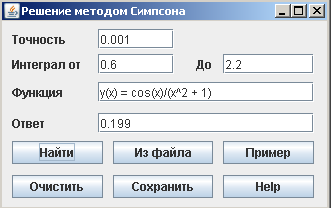 Решение методом Симпсона
Точность 0.001
Интеграл от 0.6 До 2.2
Функция y(x) = cos(x)/(x^2 + 1)
Ответ 0.199
Найти Из файла Пример
Очистить Сохранить Help